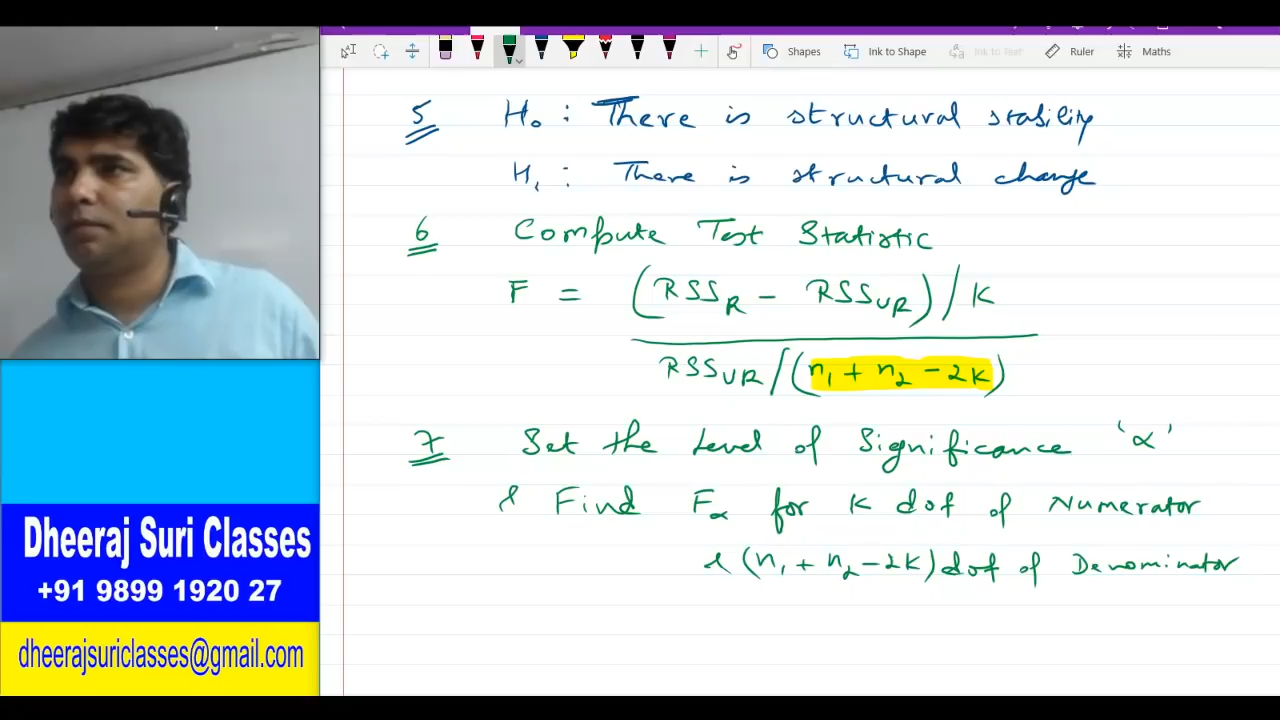 Shapes
Ink to Shape
Ink to Text
Ruler
Maths
5 H₀ : There is structural stability
H₁ : There is structural change
6 Compute Test Statistic
F = (RSS_R - RSS_UR) / K
RSS_UR / (n₁ + n₂ - 2K)
7 Set the Level of Significance 'α'
& Find F_α for K dof of Numerator
& (n₁ + n₂ - 2K) dof of Denominator
Dheeraj Suri Classes
+91 9899 1920 27
dheerajsuriclasses@gmail.com